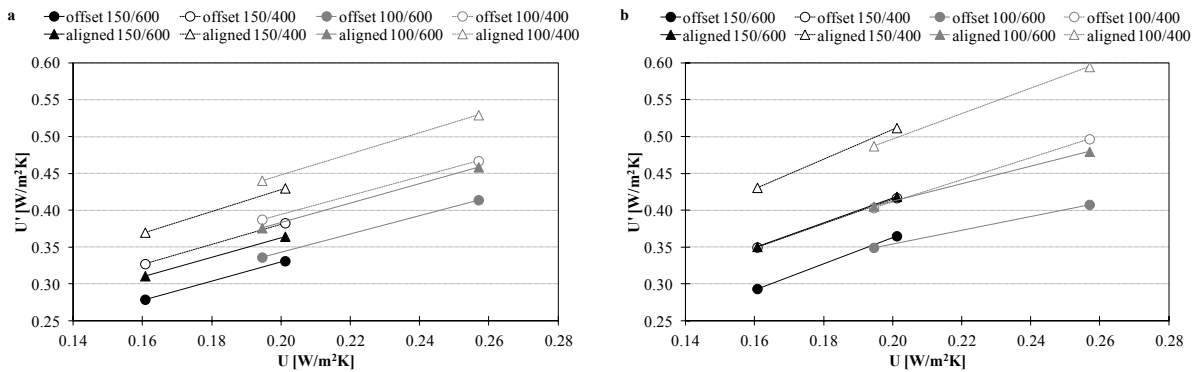 a
offset 150/600 offset 150/400 offset 100/600 offset 100/400
aligned 150/600 aligned 150/400 aligned 100/600 aligned 100/400
0.60
0.55
0.50
0.45
0.40
0.35
0.30
0.25
U' [W/m²K]
0.14 0.16 0.18 0.20 0.22 0.24 0.26 0.28
U [W/m²K]
b
offset 150/600 offset 150/400 offset 100/600 offset 100/400
aligned 150/600 aligned 150/400 aligned 100/600 aligned 100/400
0.60
0.55
0.50
0.45
0.40
0.35
0.30
0.25
U' [W/m²K]
0.14 0.16 0.18 0.20 0.22 0.24 0.26 0.28
U [W/m²K]